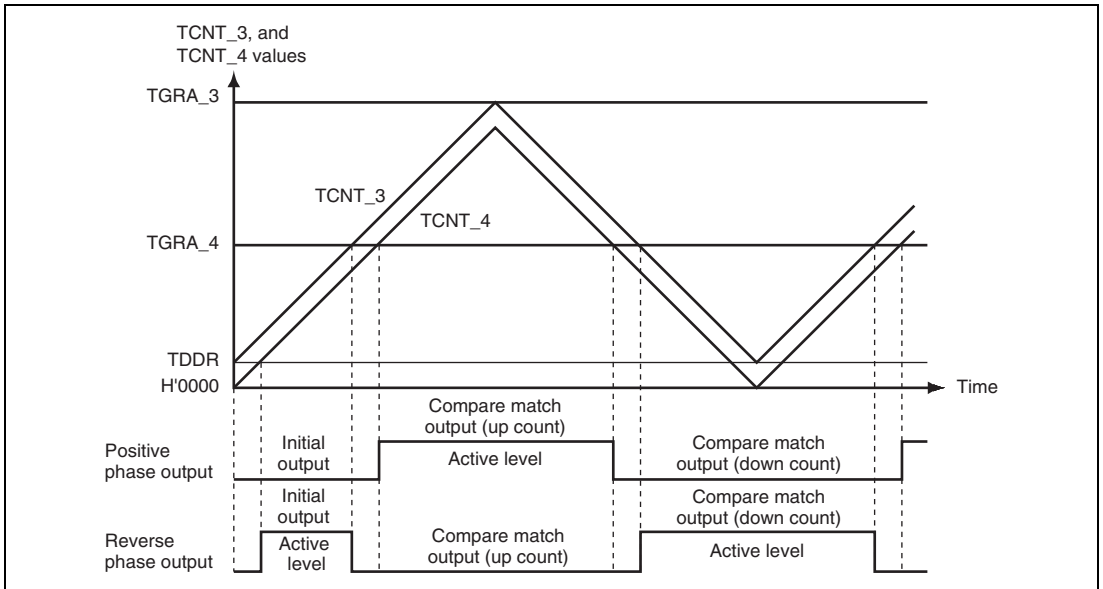 TCNT_3, and
TCNT_4 values
TGRA_3
TCNT_3
TCNT_4
TGRA_4
TDDR
H'0000
Time
Compare match
output (up count)
Positive
phase output
Initial
output
Active level
Compare match
output (down count)
Initial
output
Compare match
output (down count)
Reverse
phase output
Active
level
Compare match
output (up count)
Active level